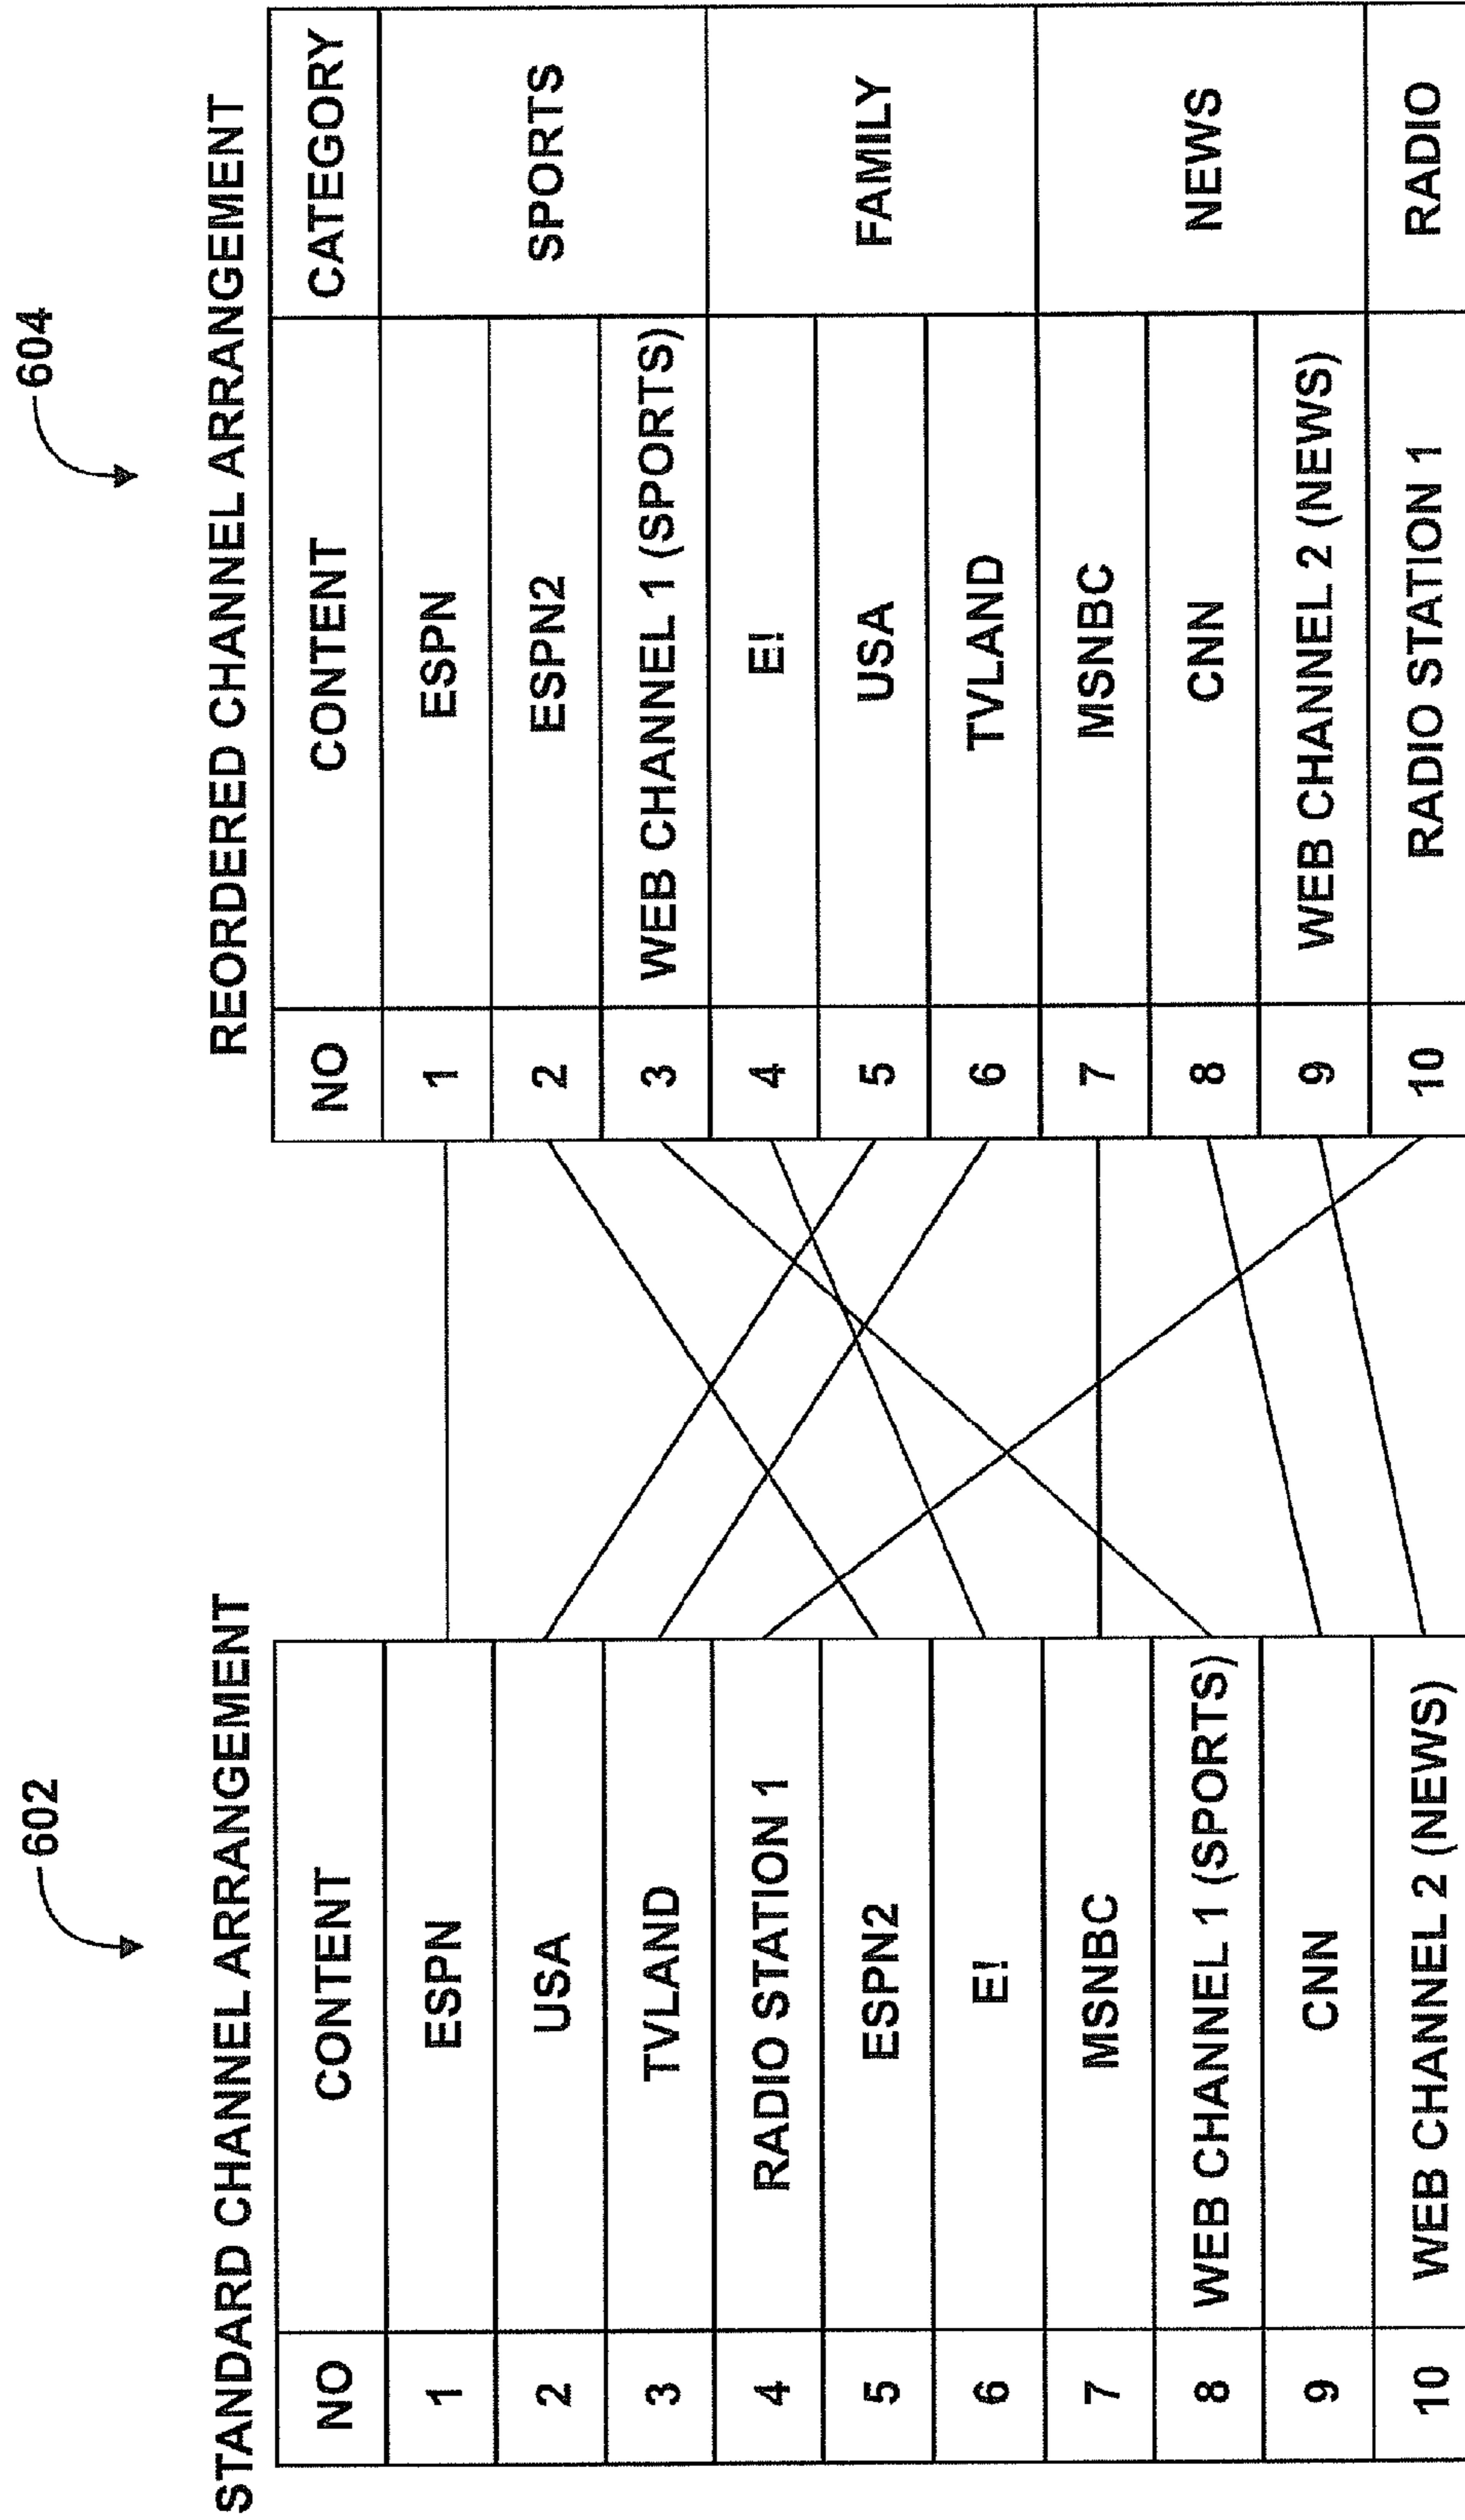 602
STANDARD CHANNEL ARRANGEMENT
NO CONTENT
1 ESPN
2 USA
3 TVLAND
4 RADIO STATION 1
5 ESPN2
6 E!
7 MSNBC
8 WEB CHANNEL 1 (SPORTS)
9 CNN
10 WEB CHANNEL 2 (NEWS)
604
REORDERED CHANNEL ARRANGEMENT
NO CONTENT CATEGORY
1 ESPN
2 ESPN2 SPORTS
3 WEB CHANNEL 1 (SPORTS)
4 E!
5 USA FAMILY
6 TVLAND
7 MSNBC
8 CNN NEWS
9 WEB CHANNEL 2 (NEWS)
10 RADIO STATION 1 RADIO